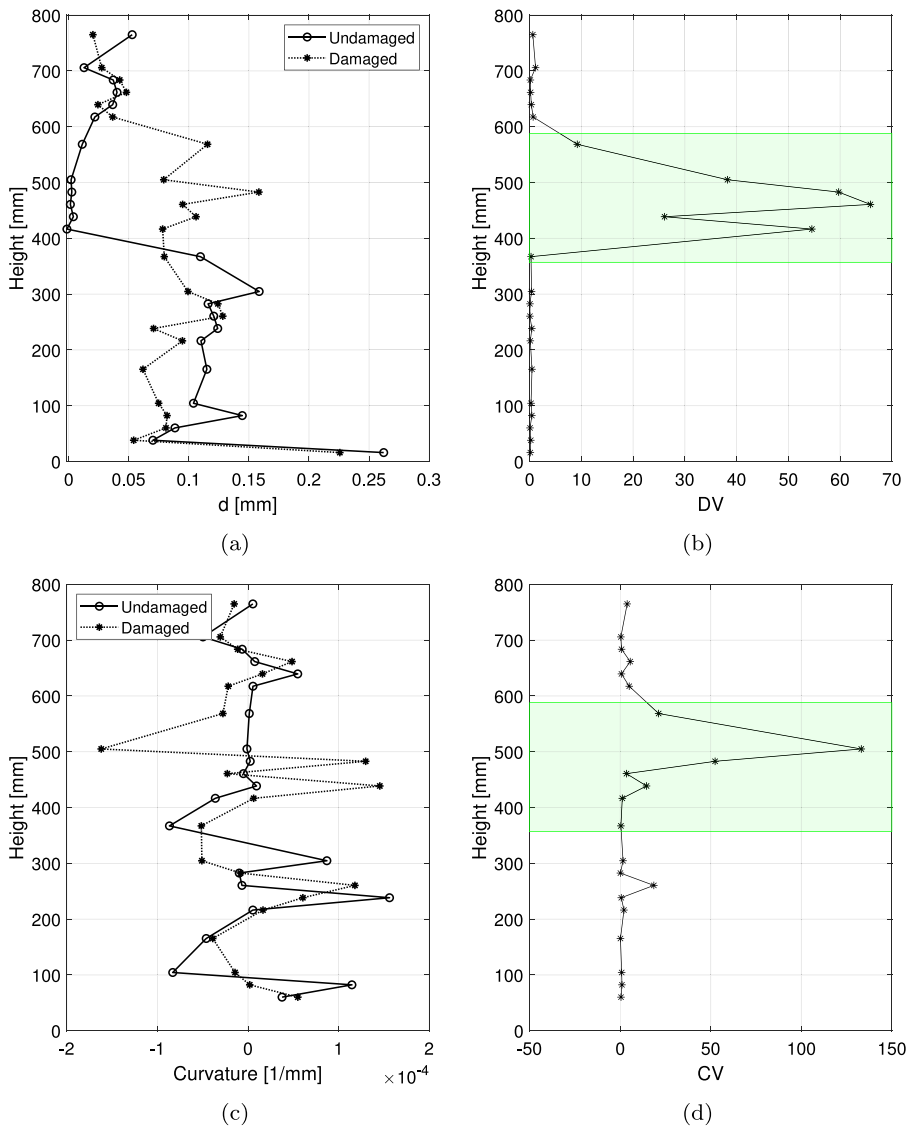 800
700
600
500
400
300
200
100
0
Height [mm]
0 0.05 0.1 0.15 0.2 0.25 0.3
d [mm]
Undamaged
Damaged
(a)
800
700
600
500
400
300
200
100
0
Height [mm]
0 10 20 30 40 50 60 70
DV
(b)
800
700
600
500
400
300
200
100
0
Height [mm]
-2 -1 0 1 2
Curvature [1/mm] ×10⁻⁴
Undamaged
Damaged
(c)
800
700
600
500
400
300
200
100
0
Height [mm]
-50 0 50 100 150
CV
(d)